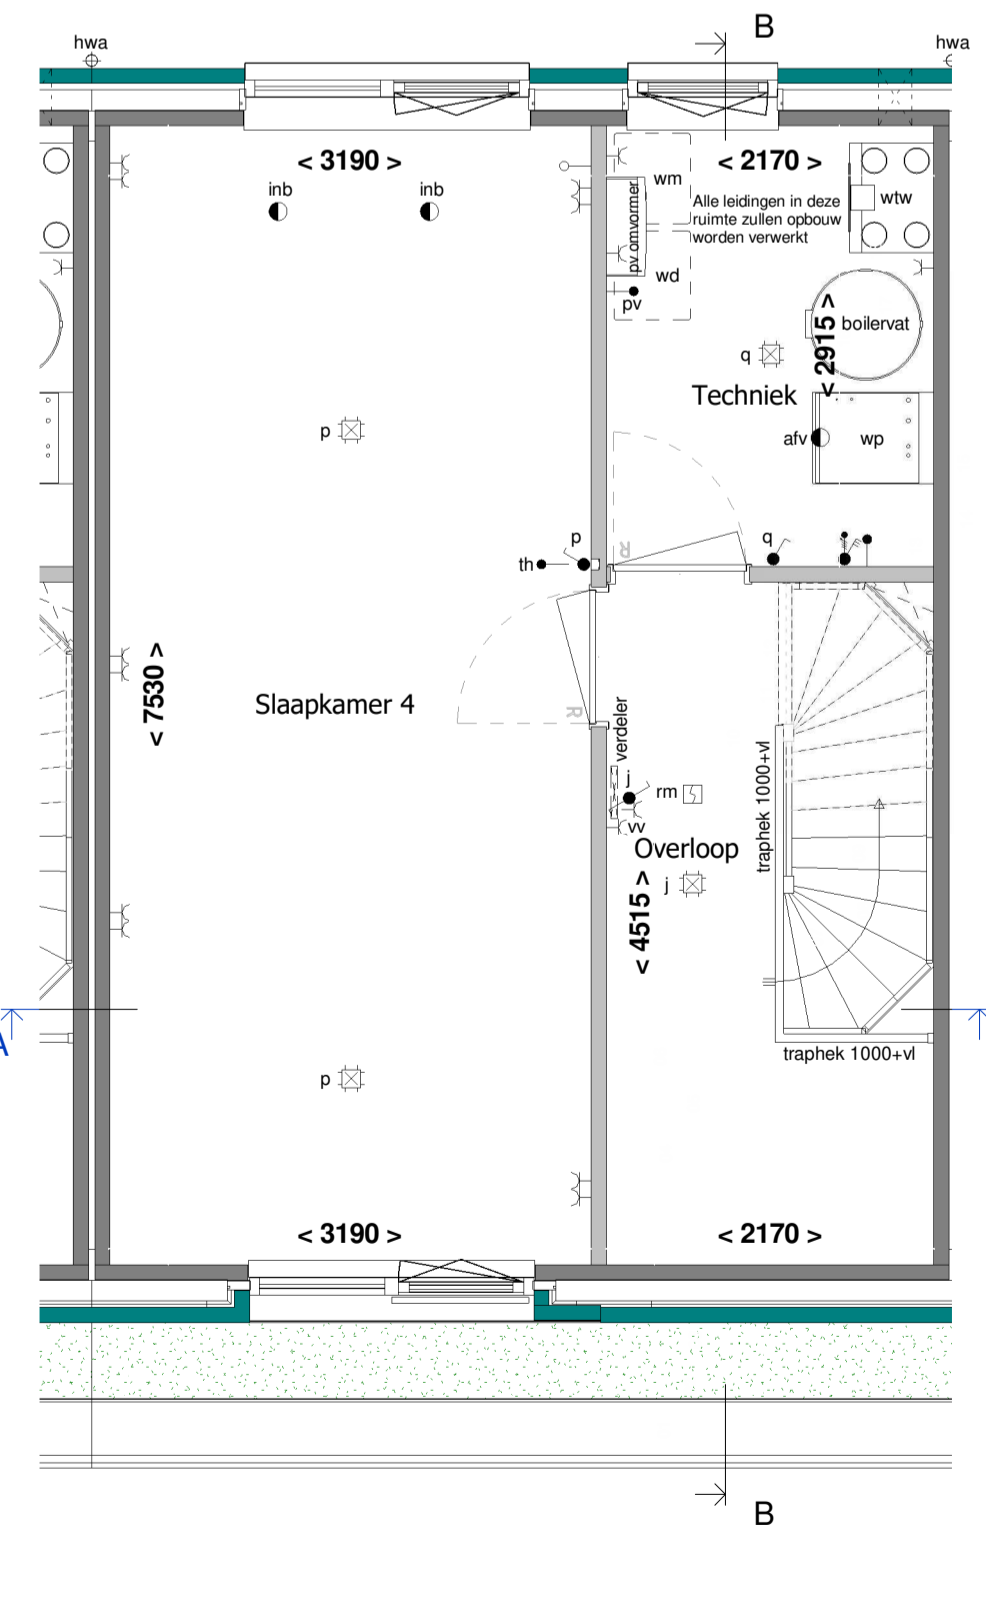 B
hwa
hwa
< 3190 >
< 2170 >
inb
inb
wm
pv omvormer
Alle leidingen in deze
ruimte zullen opbouw
worden verwerkt
wtw
wd
pv
boilervat
< 2915 >
q
Techniek
p
afv
wp
p
q
th
R
< 7530 >
Slaapkamer 4
R
verdeler
j
rm
vv
traphek 1000+vl
Overloop
j
< 4515 >
A
traphek 1000+vl
p
< 3190 >
< 2170 >
B